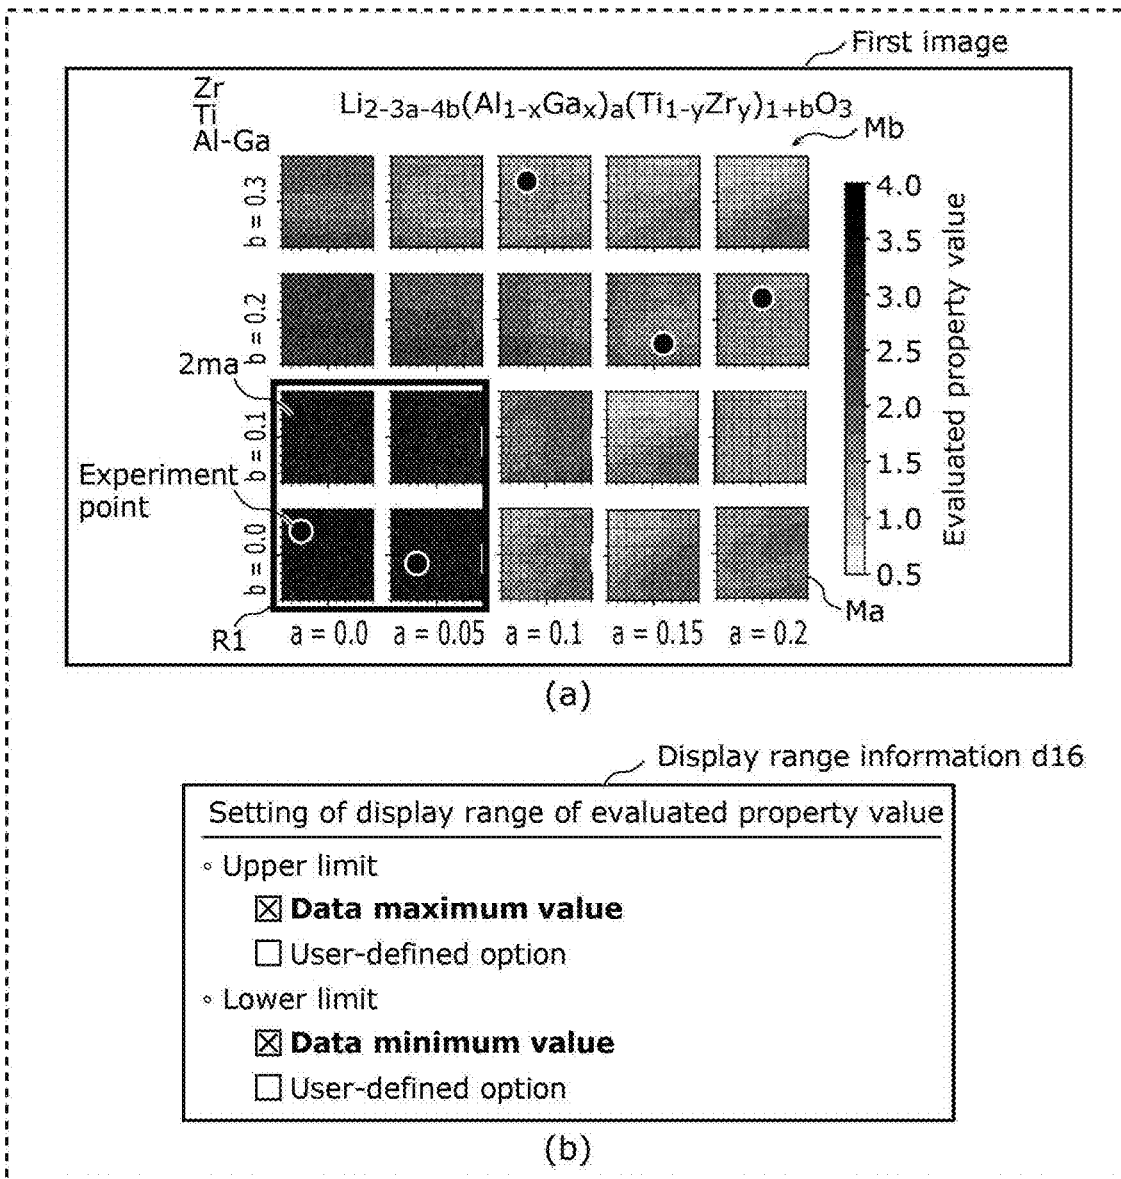 First image
Zr
Ti
Al-Ga
Li2-3a-4b(Al1-xGax)a(Ti1-yZry)1+bO3
Mb
b = 0.3
b = 0.2
b = 0.1
b = 0.0
2ma
Experiment
point
R1
a = 0.0 a = 0.05 a = 0.1 a = 0.15 a = 0.2
4.0
3.5
3.0
2.5
2.0
1.5
1.0
0.5
Evaluated property value
Ma
(a)
Display range information d16
Setting of display range of evaluated property value
◦ Upper limit
☒ Data maximum value
☐ User-defined option
◦ Lower limit
☒ Data minimum value
☐ User-defined option
(b)